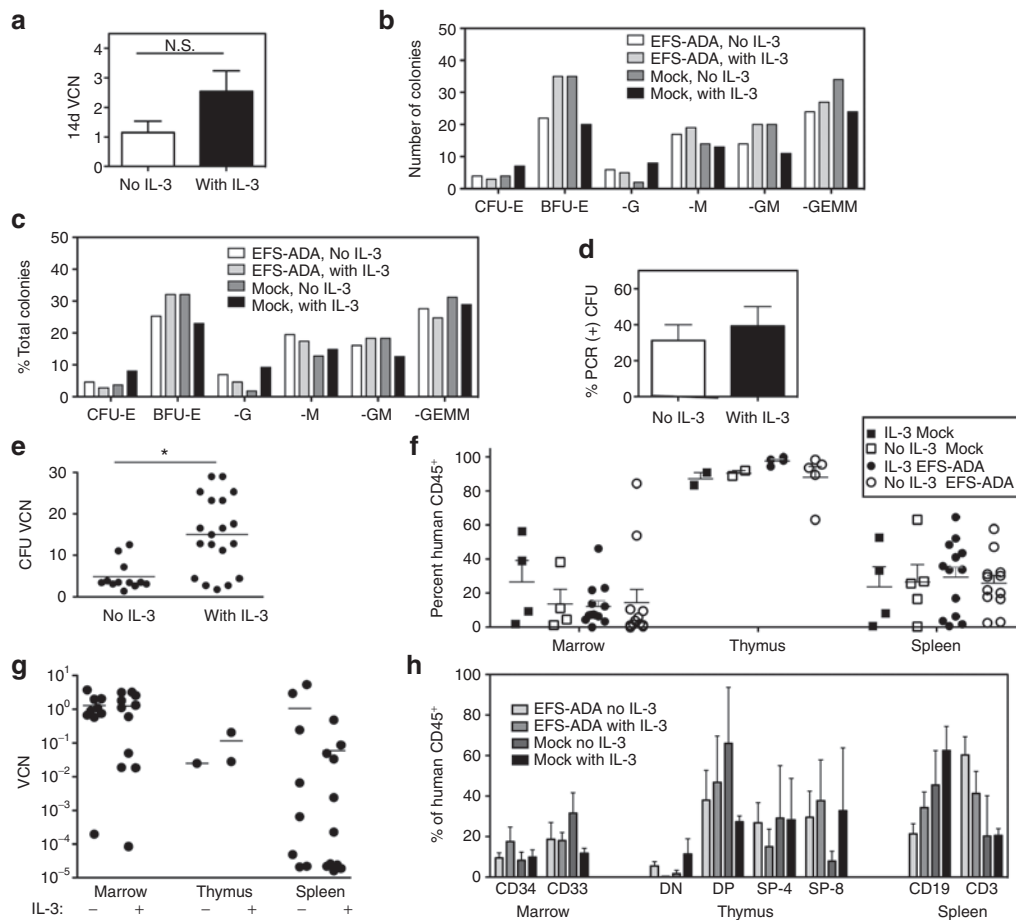 a
N.S.
14d VCN
4
3
2
1
0
No IL-3
With IL-3
b
Number of colonies
50
40
30
20
10
0
EFS-ADA, No IL-3
EFS-ADA, with IL-3
Mock, No IL-3
Mock, with IL-3
CFU-E
BFU-E
-G
-M
-GM
-GEMM
c
% Total colonies
50
40
30
20
10
0
EFS-ADA, No IL-3
EFS-ADA, with IL-3
Mock, No IL-3
Mock, with IL-3
CFU-E
BFU-E
-G
-M
-GM
-GEMM
d
% PCR (+) CFU
60
40
20
0
No IL-3
With IL-3
e
*
CFU VCN
30
20
10
0
No IL-3
With IL-3
f
Percent human CD45+
100
80
60
40
20
0
IL-3 Mock
No IL-3 Mock
IL-3 EFS-ADA
No IL-3 EFS-ADA
Marrow
Thymus
Spleen
g
VCN
10¹
10⁰
10⁻¹
10⁻²
10⁻³
10⁻⁴
10⁻⁵
Marrow
Thymus
Spleen
IL-3: – + – + – +
h
% of human CD45+
100
80
60
40
20
0
EFS-ADA no IL-3
EFS-ADA with IL-3
Mock no IL-3
Mock with IL-3
CD34
CD33
DN
DP
SP-4
SP-8
CD19
CD3
Marrow
Thymus
Spleen